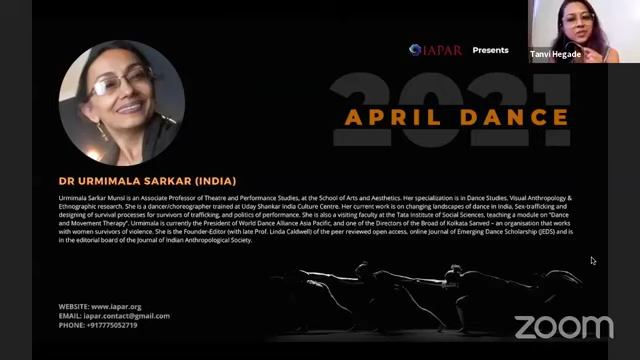 IAPAR Presents
Tanvi Hegade
2021
APRIL DANCE
DR URMIMALA SARKAR (INDIA)
Urmimala Sarkar Munsi is an Associate Professor of Theatre and Performance Studies, at the School of Arts and Aesthetics. Her specialization is in Dance Studies, Visual Anthropology &
Ethnographic research. She is a dancer/choreographer trained at Uday Shankar India Culture Centre. Her current work is on changing landscapes of dance in India, Sex-trafficking and
designing of survival processes for survivors of trafficking, and politics of performance. She is also a visiting faculty at the Tata Institute of Social Sciences, teaching a module on "Dance
and Movement Therapy". Urmimala is currently the President of World Dance Alliance Asia Pacific, and one of the Directors of the Broad of Kolkata Sanved – an organisation that works
with women survivors of violence. She is the Founder-Editor (with late Prof. Linda Caldwell) of the peer reviewed open access, online Journal of Emerging Dance Scholarship (JEDS) and is
in the editorial board of the Journal of Indian Anthropological Society.
WEBSITE: www.iapar.org
EMAIL: iapar.contact@gmail.com
PHONE: +917775052719
zoom